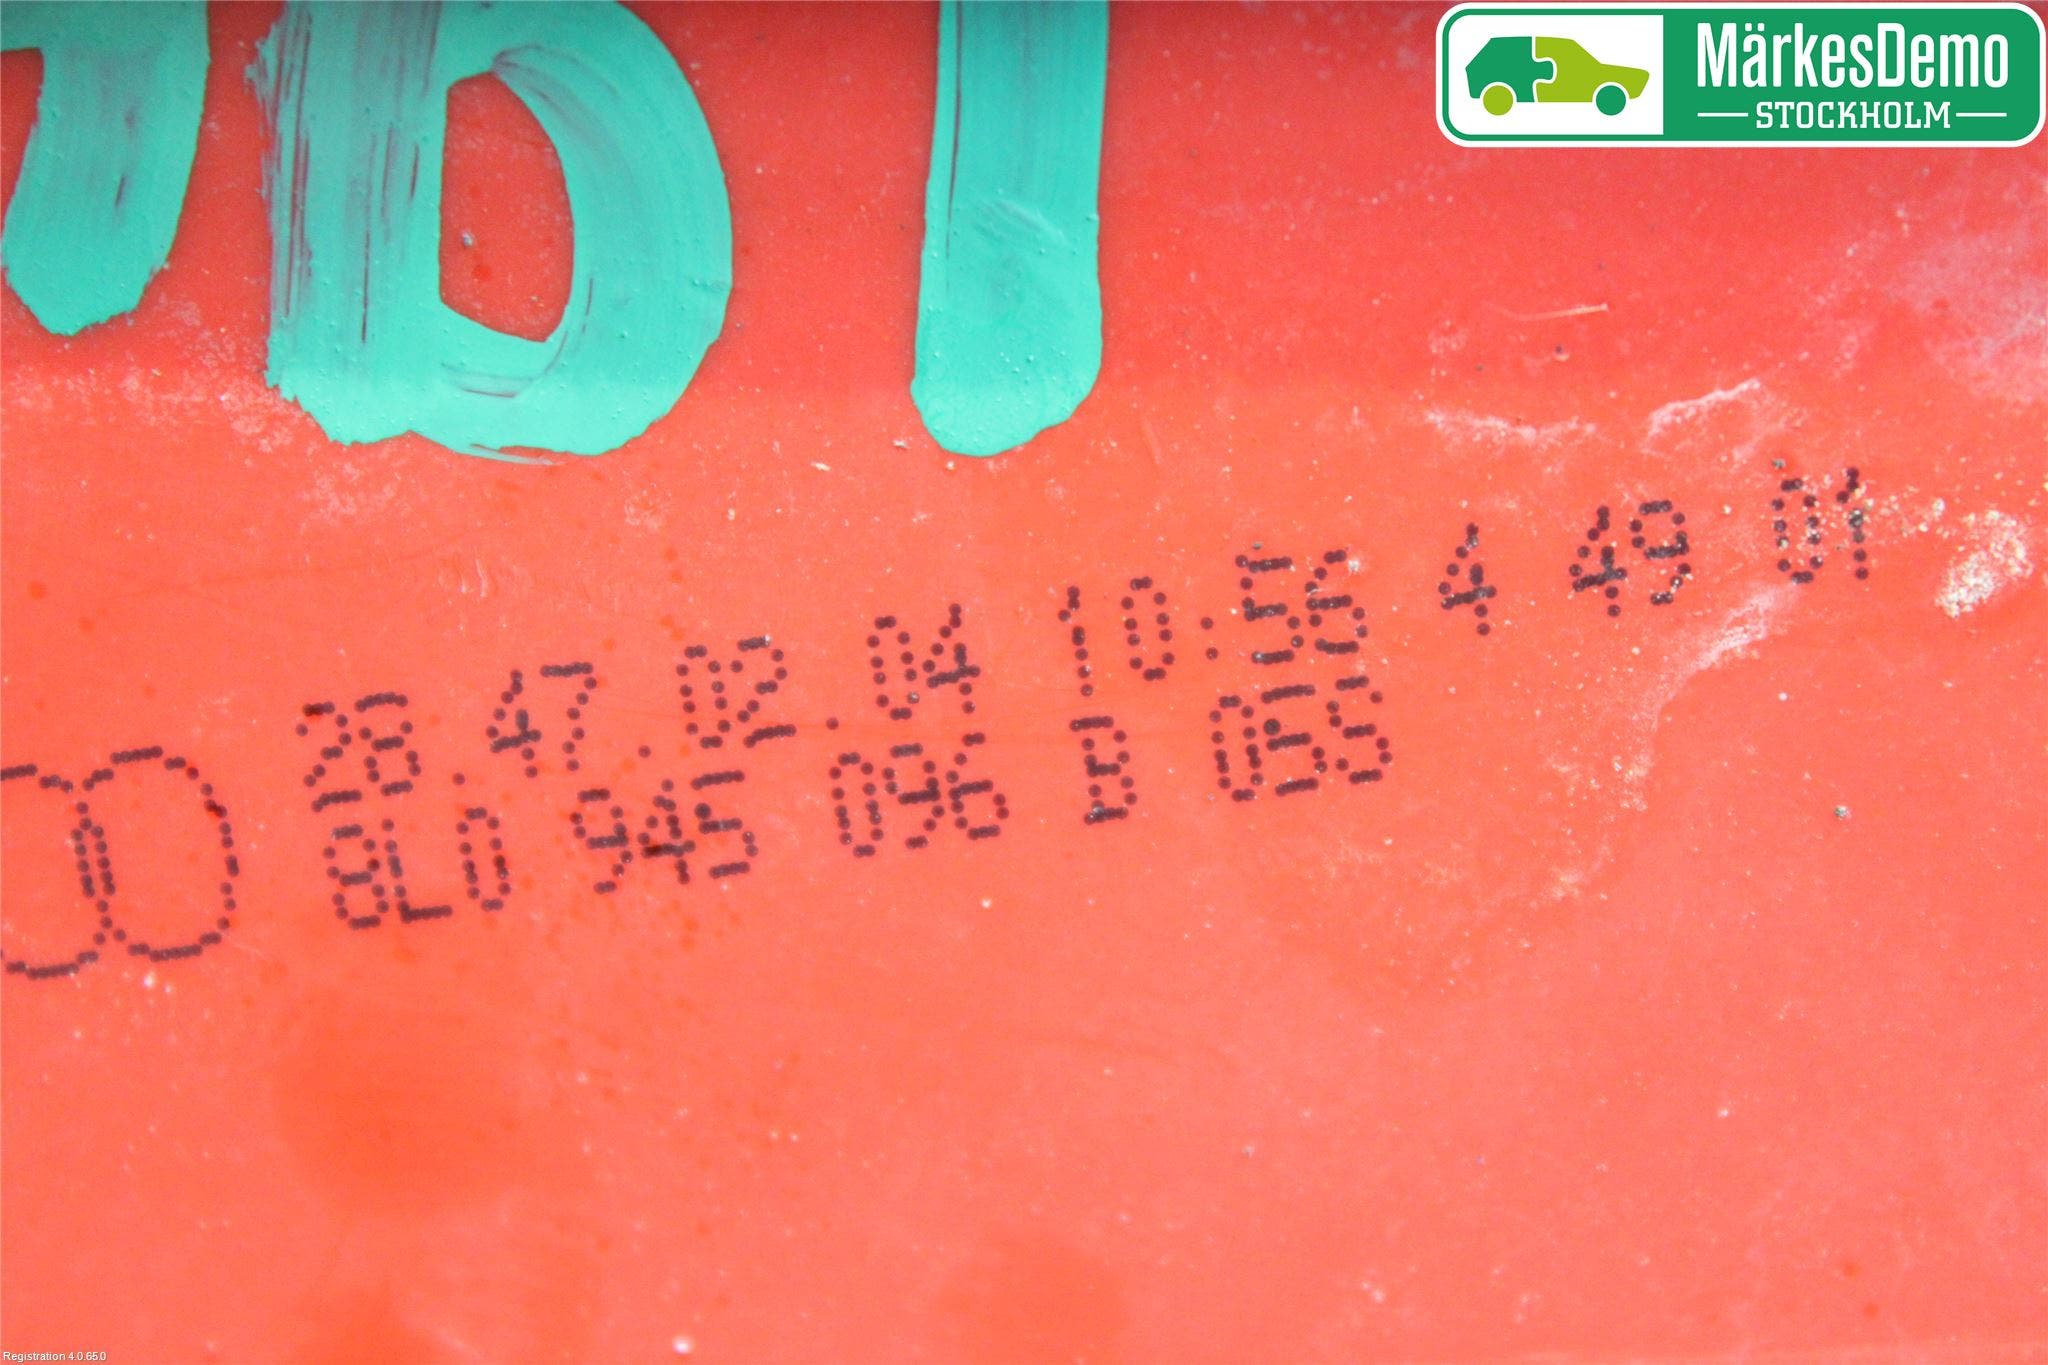 MärkesDemo
STOCKHOLM
28.47.02.04 10:56 4 49 01
8L0 945 096 B 0ES
Registration 4.0.65.0